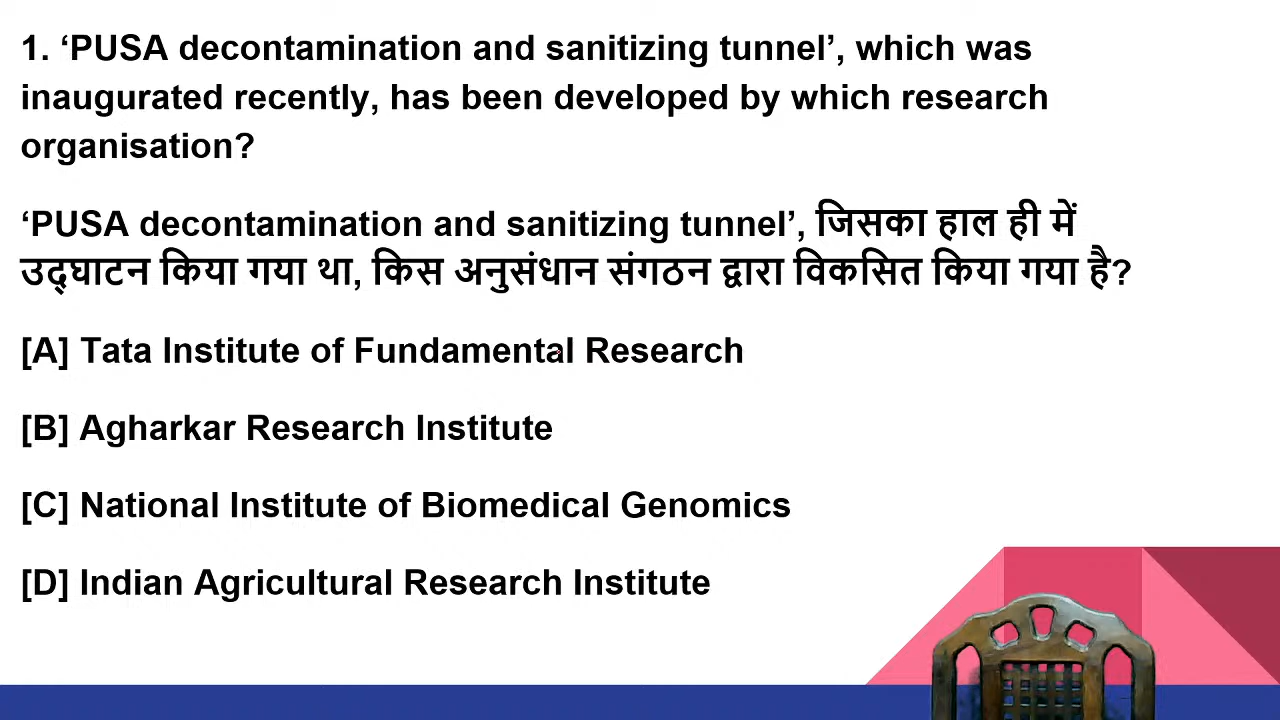 1. ‘PUSA decontamination and sanitizing tunnel’, which was
inaugurated recently, has been developed by which research
organisation?
‘PUSA decontamination and sanitizing tunnel’, जिसका हाल ही में
उद्घाटन किया गया था, किस अनुसंधान संगठन द्वारा विकसित किया गया है?
[A] Tata Institute of Fundamental Research
[B] Agharkar Research Institute
[C] National Institute of Biomedical Genomics
[D] Indian Agricultural Research Institute